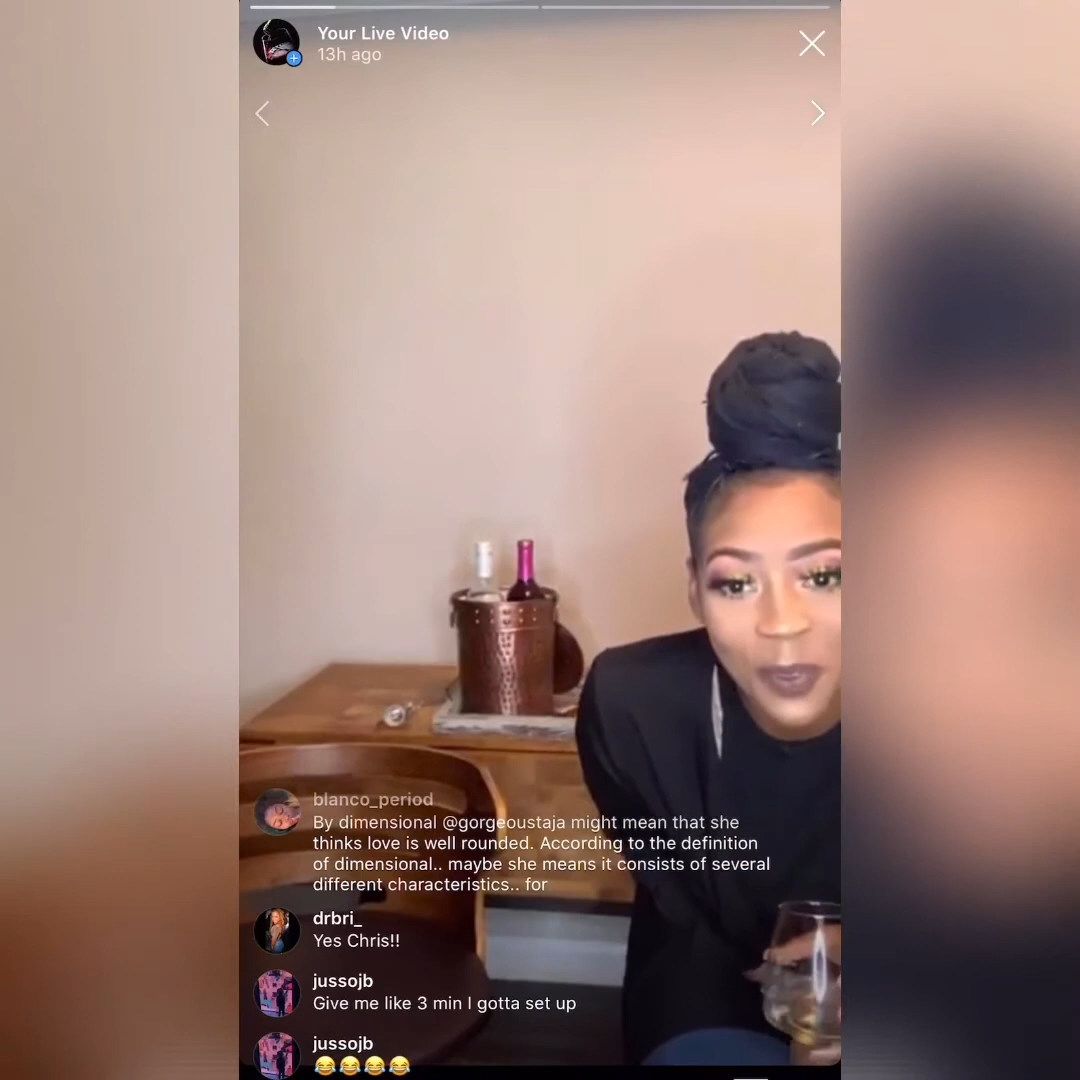 Your Live Video
13h ago
blanco_period
By dimensional @gorgeoustaja might mean that she
thinks love is well rounded. According to the definition
of dimensional.. maybe she means it consists of several
different characteristics.. for
drbri_
Yes Chris!!
jussojb
Give me like 3 min I gotta set up
jussojb
😂😂😂😂